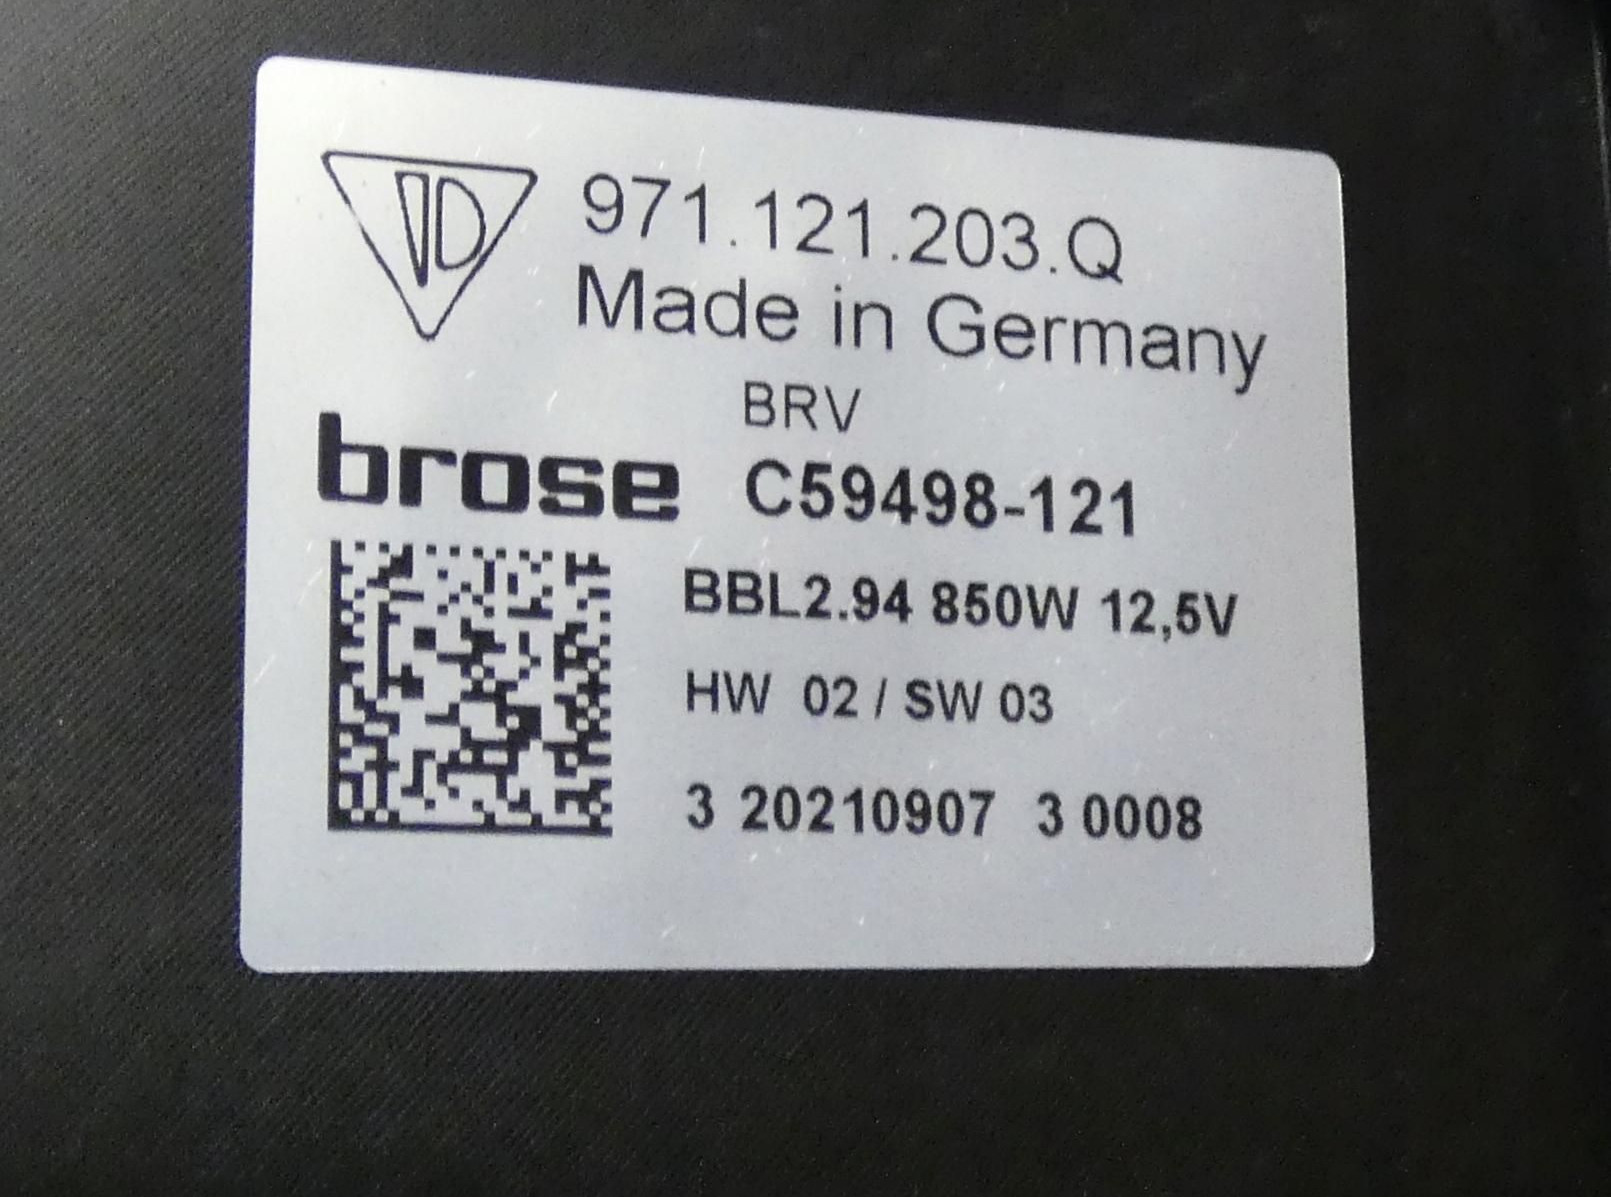 971.121.203.Q
Made in Germany
BRV
brose C59498-121
BBL2.94 850W 12,5V
HW 02 / SW 03
3 20210907 3 0008